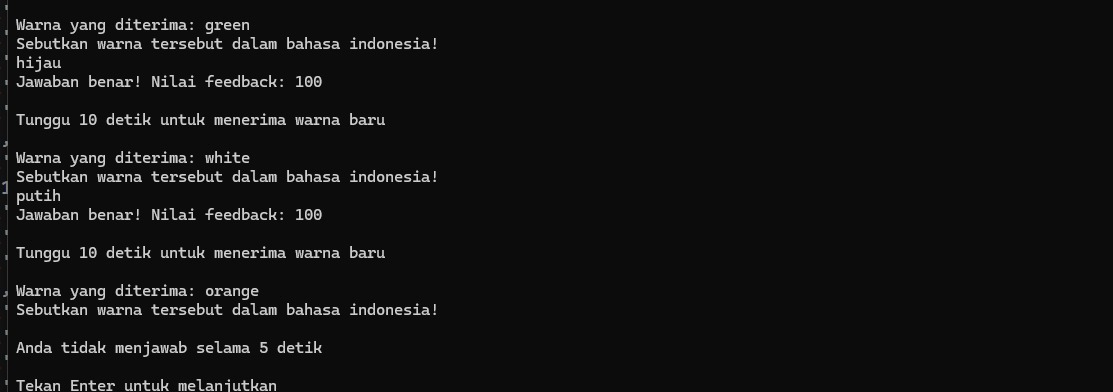 Warna yang diterima: green
Sebutkan warna tersebut dalam bahasa indonesia!
hijau
Jawaban benar! Nilai feedback: 100
Tunggu 10 detik untuk menerima warna baru
Warna yang diterima: white
Sebutkan warna tersebut dalam bahasa indonesia!
putih
Jawaban benar! Nilai feedback: 100
Tunggu 10 detik untuk menerima warna baru
Warna yang diterima: orange
Sebutkan warna tersebut dalam bahasa indonesia!
Anda tidak menjawab selama 5 detik
Tekan Enter untuk melanjutkan